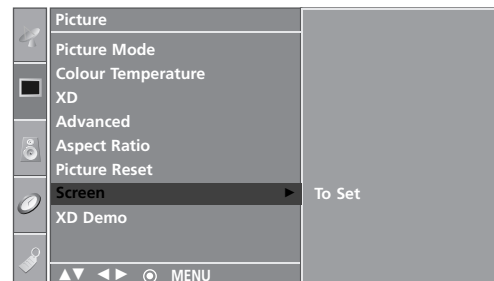 Picture
Picture Mode
Colour Temperature
XD
Advanced
Aspect Ratio
Picture Reset
Screen ► To Set
XD Demo
▲▼ ◄► ⦿ MENU